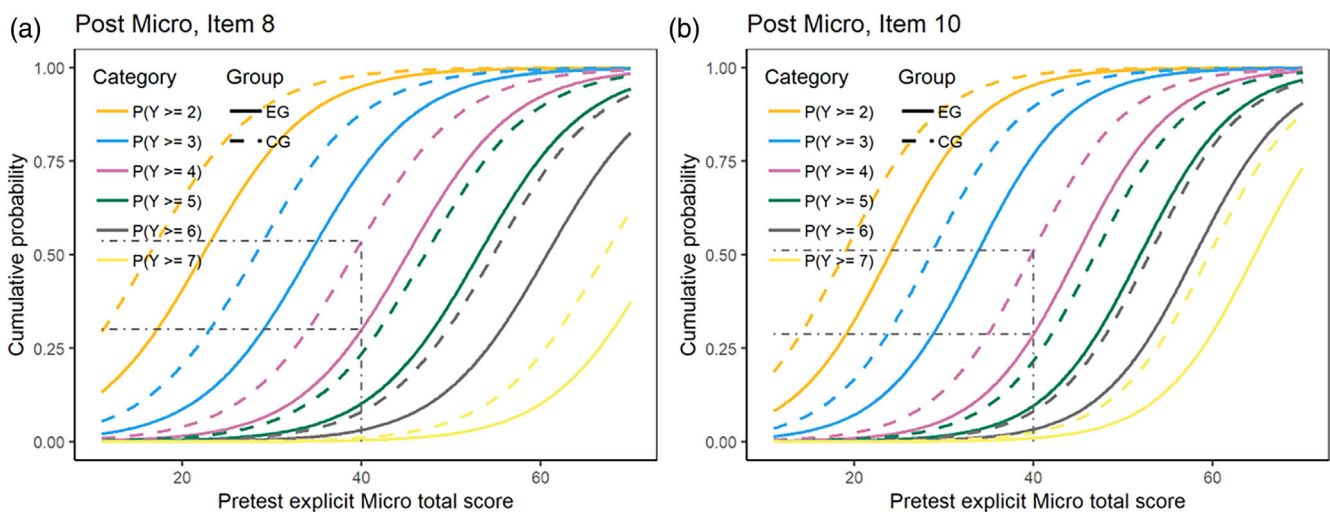 (a) Post Micro, Item 8
Category Group
P(Y >= 2) EG
P(Y >= 3) CG
P(Y >= 4)
P(Y >= 5)
P(Y >= 6)
P(Y >= 7)
Cumulative probability
1.00
0.75
0.50
0.25
0.00
20 40 60
Pretest explicit Micro total score
(b) Post Micro, Item 10
Category Group
P(Y >= 2) EG
P(Y >= 3) CG
P(Y >= 4)
P(Y >= 5)
P(Y >= 6)
P(Y >= 7)
Cumulative probability
1.00
0.75
0.50
0.25
0.00
20 40 60
Pretest explicit Micro total score